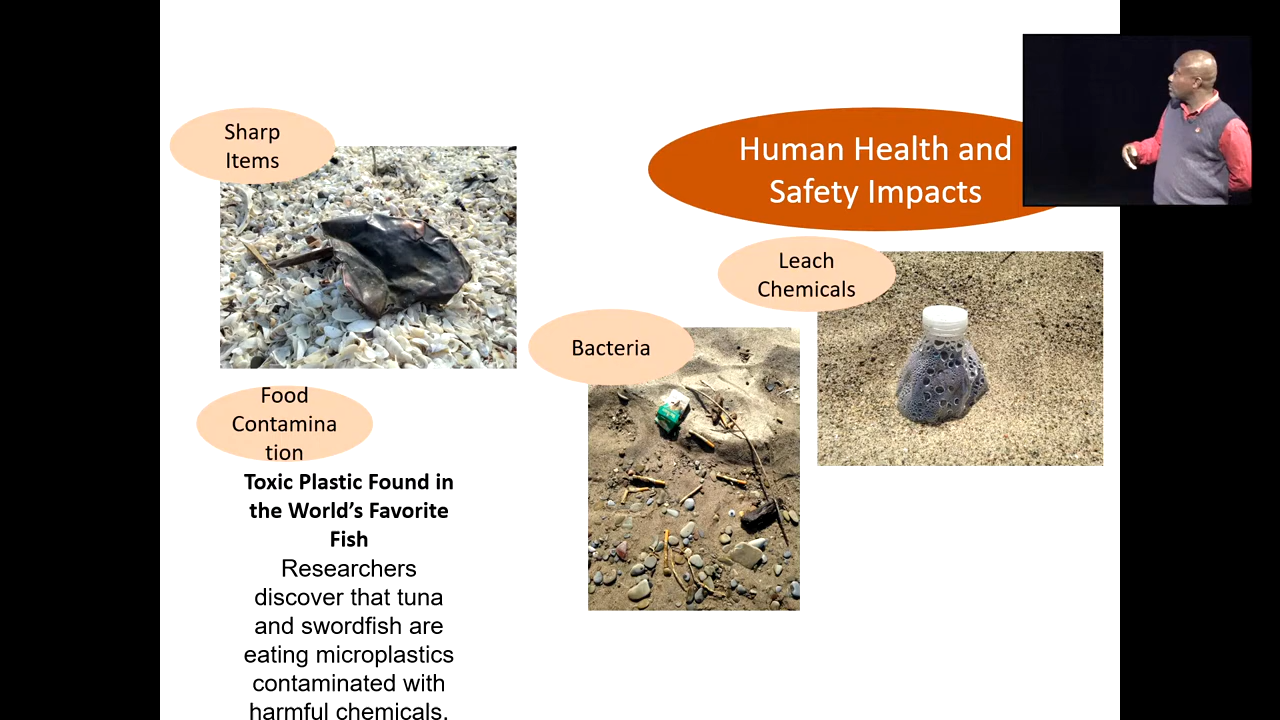 Human Health and
Safety Impacts
Sharp
Items
Leach
Chemicals
Bacteria
Food
Contamina
tion
Toxic Plastic Found in
the World’s Favorite
Fish
Researchers
discover that tuna
and swordfish are
eating microplastics
contaminated with
harmful chemicals.